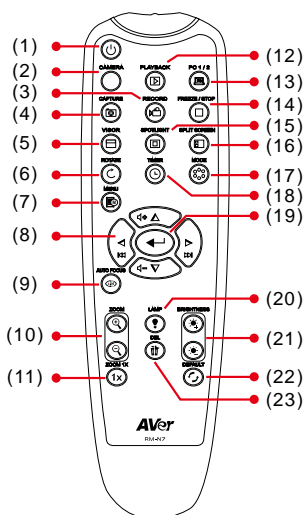 (1)
(2)
(3)
(4)
(5)
(6)
(7)
(8)
(9)
(10)
(11)
CAMERA
PLAYBACK
PC 1 / 2
CAPTURE
RECORD
FREEZE / STOP
VISOR
SPOTLIGHT
SPLIT SCREEN
ROTATE
TIMER
MODE
MENU
AUTO FOCUS
ZOOM
LAMP
BRIGHTNESS
DEL
ZOOM 1X
1x
DEFAULT
AVer
RM-N7
(12)
(13)
(14)
(15)
(16)
(17)
(18)
(19)
(20)
(21)
(22)
(23)